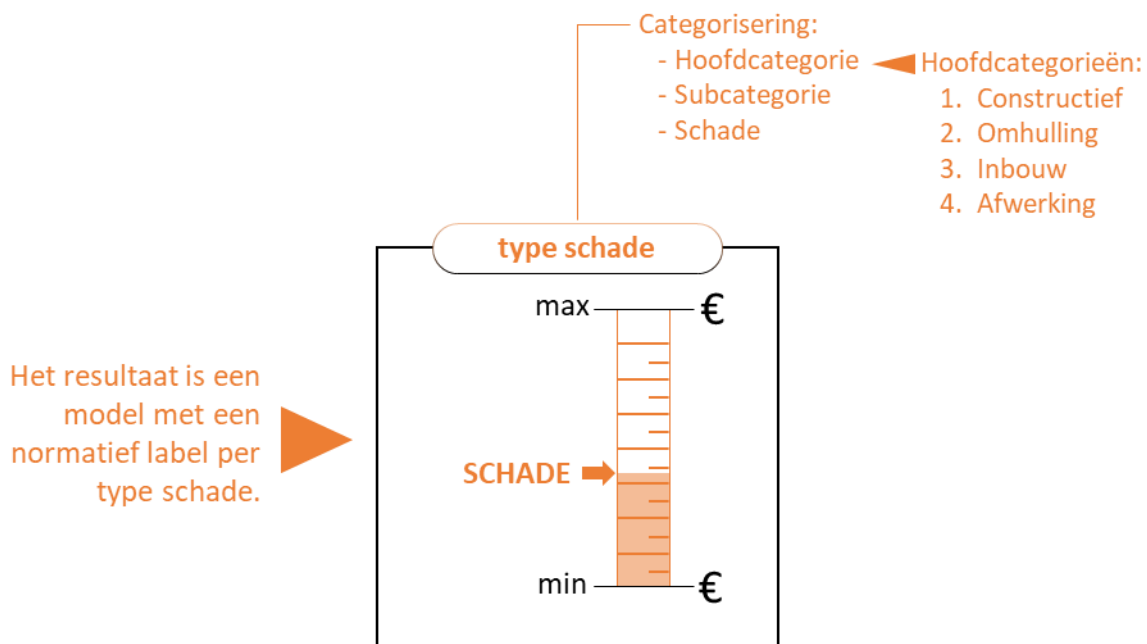 Categorisering:
- Hoofdcategorie
- Subcategorie
- Schade
Hoofdcategorieën:
1. Constructief
2. Omhulling
3. Inbouw
4. Afwerking
type schade
max €
Het resultaat is een
model met een
normatief label per
type schade.
SCHADE
min €